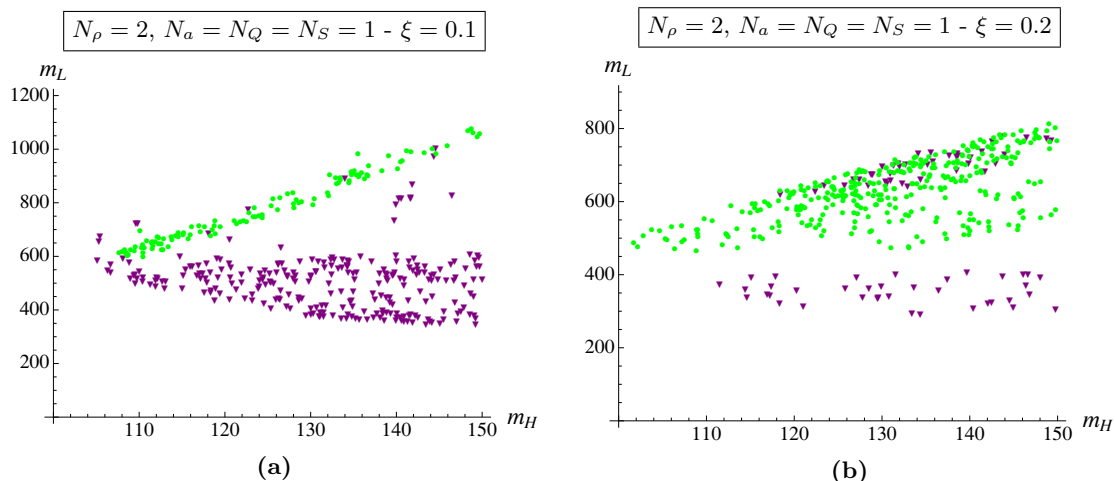 N_ρ = 2, N_a = N_Q = N_S = 1 - ξ = 0.1
m_L
1200
1000
800
600
400
200
110 120 130 140 150 m_H
(a)
N_ρ = 2, N_a = N_Q = N_S = 1 - ξ = 0.2
m_L
800
600
400
200
110 120 130 140 150 m_H
(b)